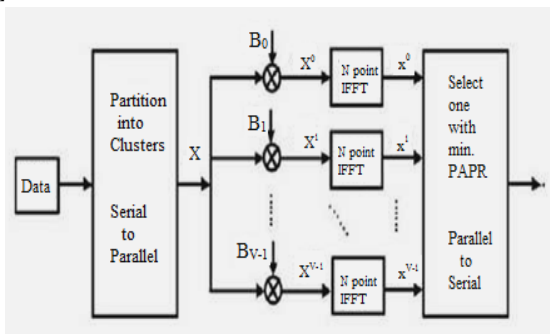 Data
Partition
into
Clusters
Serial
to
Parallel
X
B0
X⁰
N point
IFFT
x⁰
B1
X¹
N point
IFFT
x¹
BV-1
Xⱽ⁻¹
N point
IFFT
xⱽ⁻¹
Select
one
with
min.
PAPR
Parallel
to
Serial